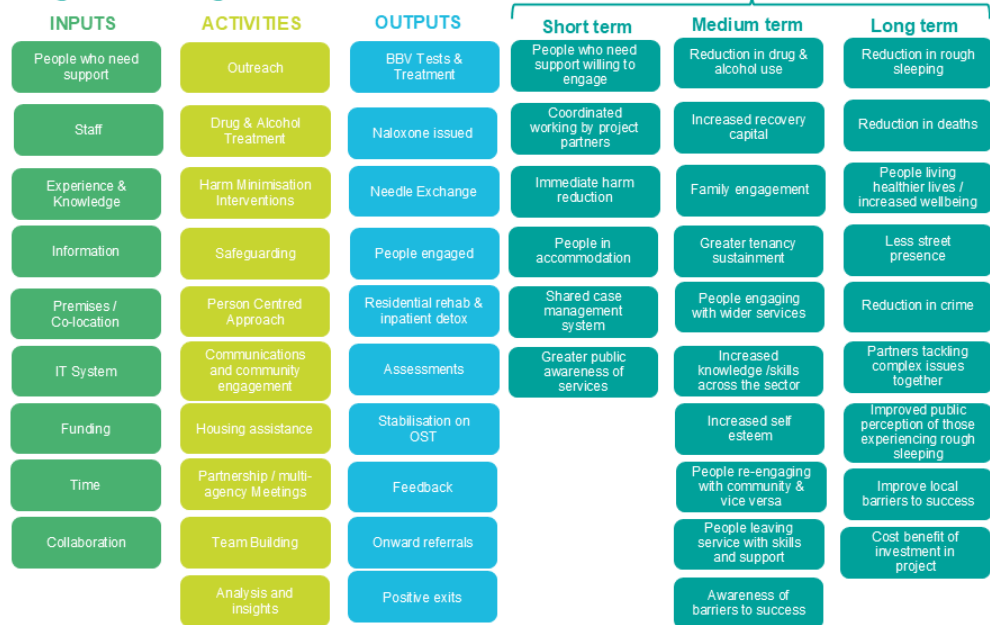 INPUTS
People who need
support
Staff
Experience &
Knowledge
Information
Premises /
Co-location
IT System
Funding
Time
Collaboration
ACTIVITIES
Outreach
Drug & Alcohol
Treatment
Harm Minimisation
Interventions
Safeguarding
Person Centred
Approach
Communications
and community
engagement
Housing assistance
Partnership / multi-
agency Meetings
Team Building
Analysis and
insights
OUTPUTS
BBV Tests &
Treatment
Naloxone issued
Needle Exchange
People engaged
Residential rehab &
inpatient detox
Assessments
Stabilisation on
OST
Feedback
Onward referrals
Positive exits
Short term
People who need
support willing to
engage
Coordinated
working by project
partners
Immediate harm
reduction
People in
accommodation
Shared case
management
system
Greater public
awareness of
services
Medium term
Reduction in drug &
alcohol use
Increased recovery
capital
Family engagement
Greater tenancy
sustainment
People engaging
with wider services
Increased
knowledge /skills
across the sector
Increased self
esteem
People re-engaging
with community &
vice versa
People leaving
service with skills
and support
Awareness of
barriers to success
Long term
Reduction in rough
sleeping
Reduction in deaths
People living
healthier lives /
increased wellbeing
Less street
presence
Reduction in crime
Partners tackling
complex issues
together
Improved public
perception of those
experiencing rough
sleeping
Improve local
barriers to success
Cost benefit of
investment in
project